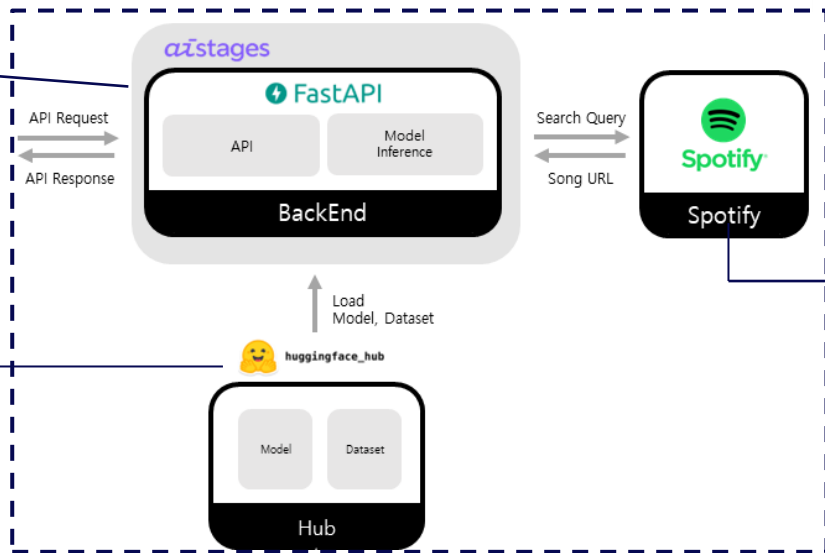 aistages
FastAPI
API Request
API Response
API
Model
Inference
BackEnd
Search Query
Song URL
Spotify
Spotify
Load
Model, Dataset
huggingface_hub
Model
Dataset
Hub